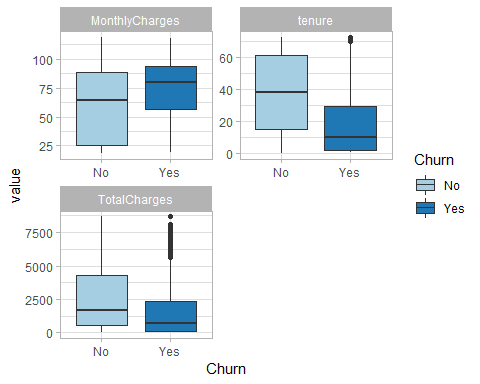 MonthlyCharges
tenure
100
75
50
25
No Yes
60
40
20
0
No Yes
value
TotalCharges
7500
5000
2500
0
No Yes
Churn
Churn
No
Yes